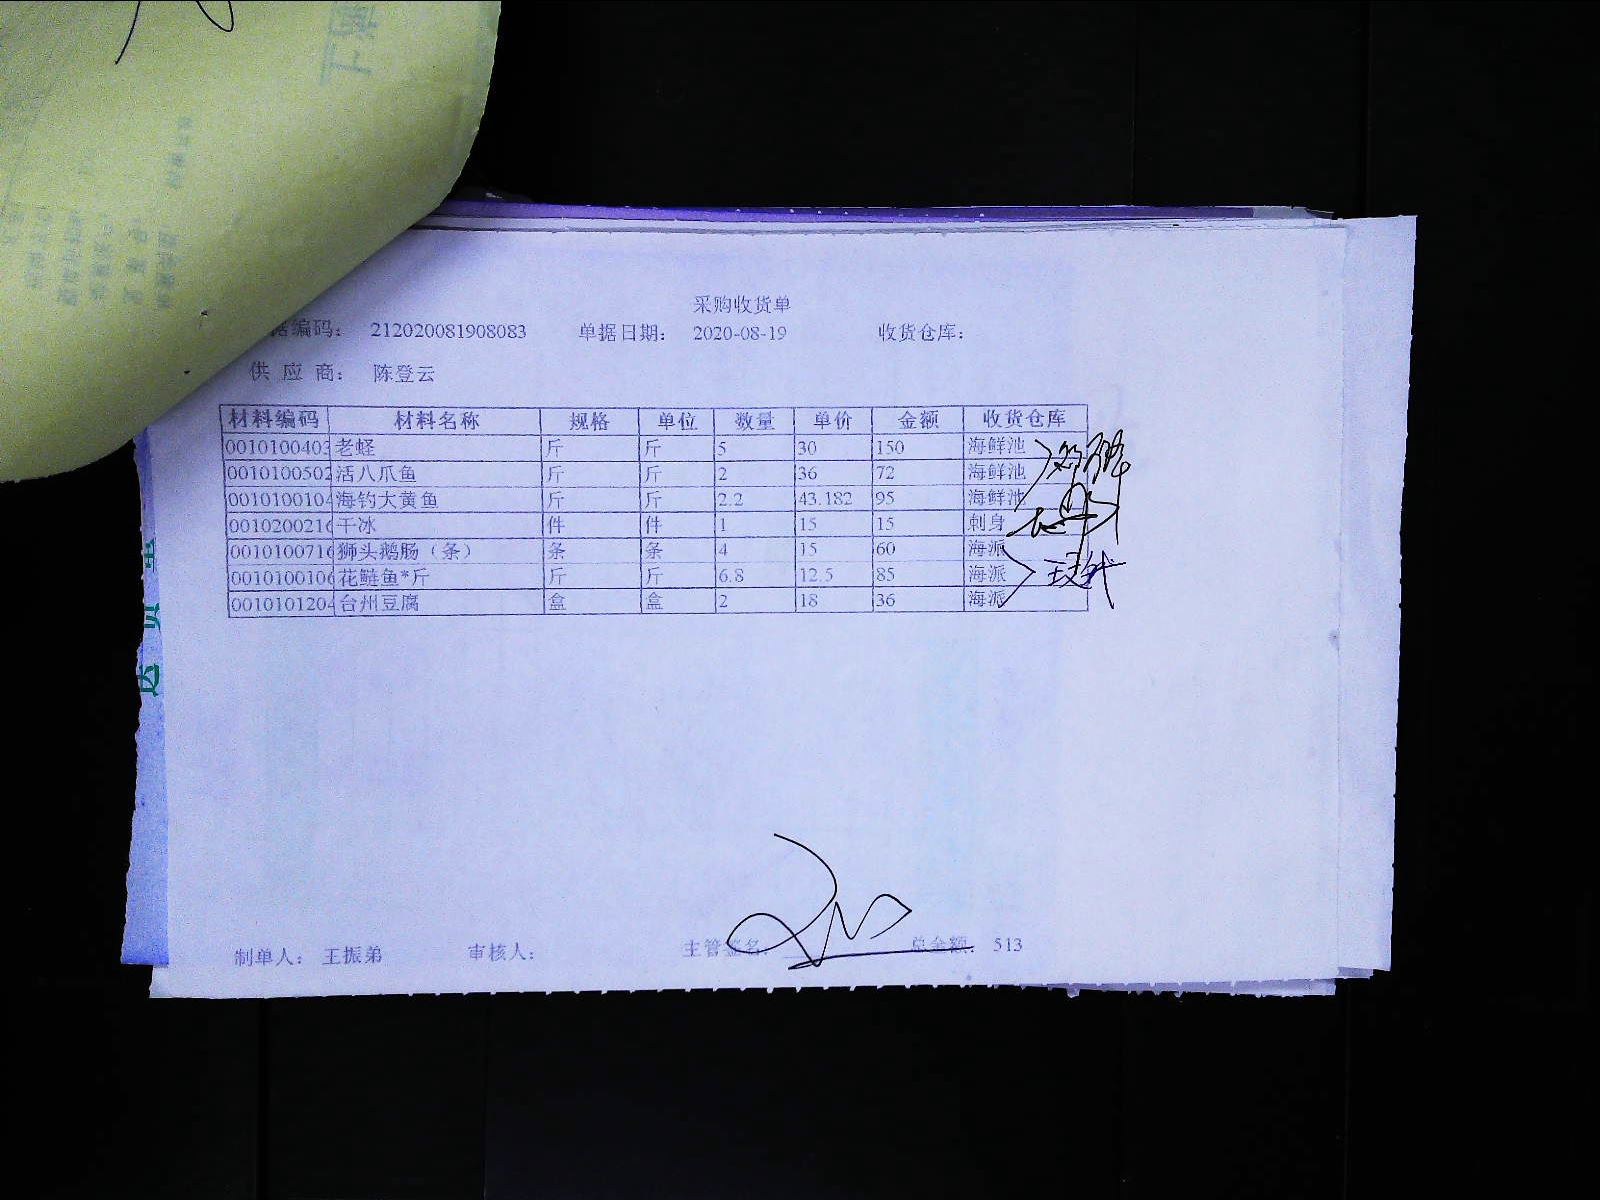 采购收货单
据编码： 212020081908083 单据日期： 2020-08-19 收货仓库：
供 应 商： 陈登云
材料编码 材料名称 规格 单位 数量 单价 金额 收货仓库
0010100403 老蛏 斤 斤 5 30 150 海鲜池
0010100502 活八爪鱼 斤 斤 2 36 72 海鲜池
0010100104 海钓大黄鱼 斤 斤 2.2 43.182 95 海鲜池
0010200216 干冰 件 件 1 15 15 刺身
0010100716 狮头鹅肠（条） 条 条 4 15 60 海派
0010100106 花鲢鱼*斤 斤 斤 6.8 12.5 85 海派
0010101204 台州豆腐 盒 盒 2 18 36 海派
制单人： 王振弟 审核人： 主管签名： 总金额： 513